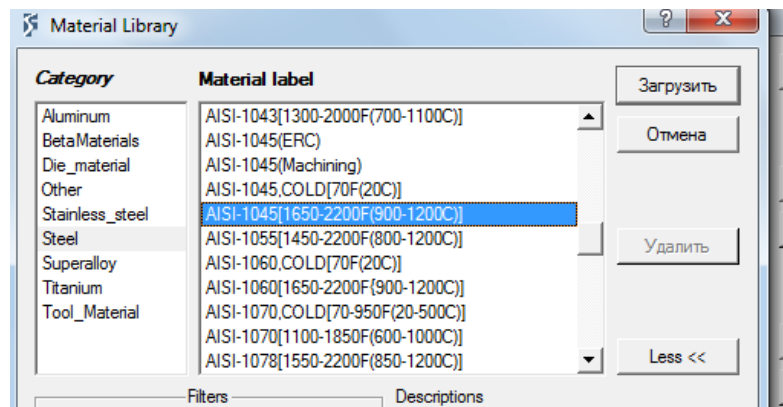 Material Library
Category
Material label
Загрузить
Отмена
Удалить
Less <<
Aluminum
BetaMaterials
Die_material
Other
Stainless_steel
Steel
Superalloy
Titanium
Tool_Material
AISI-1043[1300-2000F(700-1100C)]
AISI-1045(ERC)
AISI-1045(Machining)
AISI-1045,COLD[70F(20C)]
AISI-1045[1650-2200F(900-1200C)]
AISI-1055[1450-2200F(800-1200C)]
AISI-1060,COLD[70F(20C)]
AISI-1060[1650-2200F{900-1200C)]
AISI-1070,COLD[70-950F(20-500C)]
AISI-1070[1100-1850F(600-1000C)]
AISI-1078[1550-2200F(850-1200C)]
Filters
Descriptions